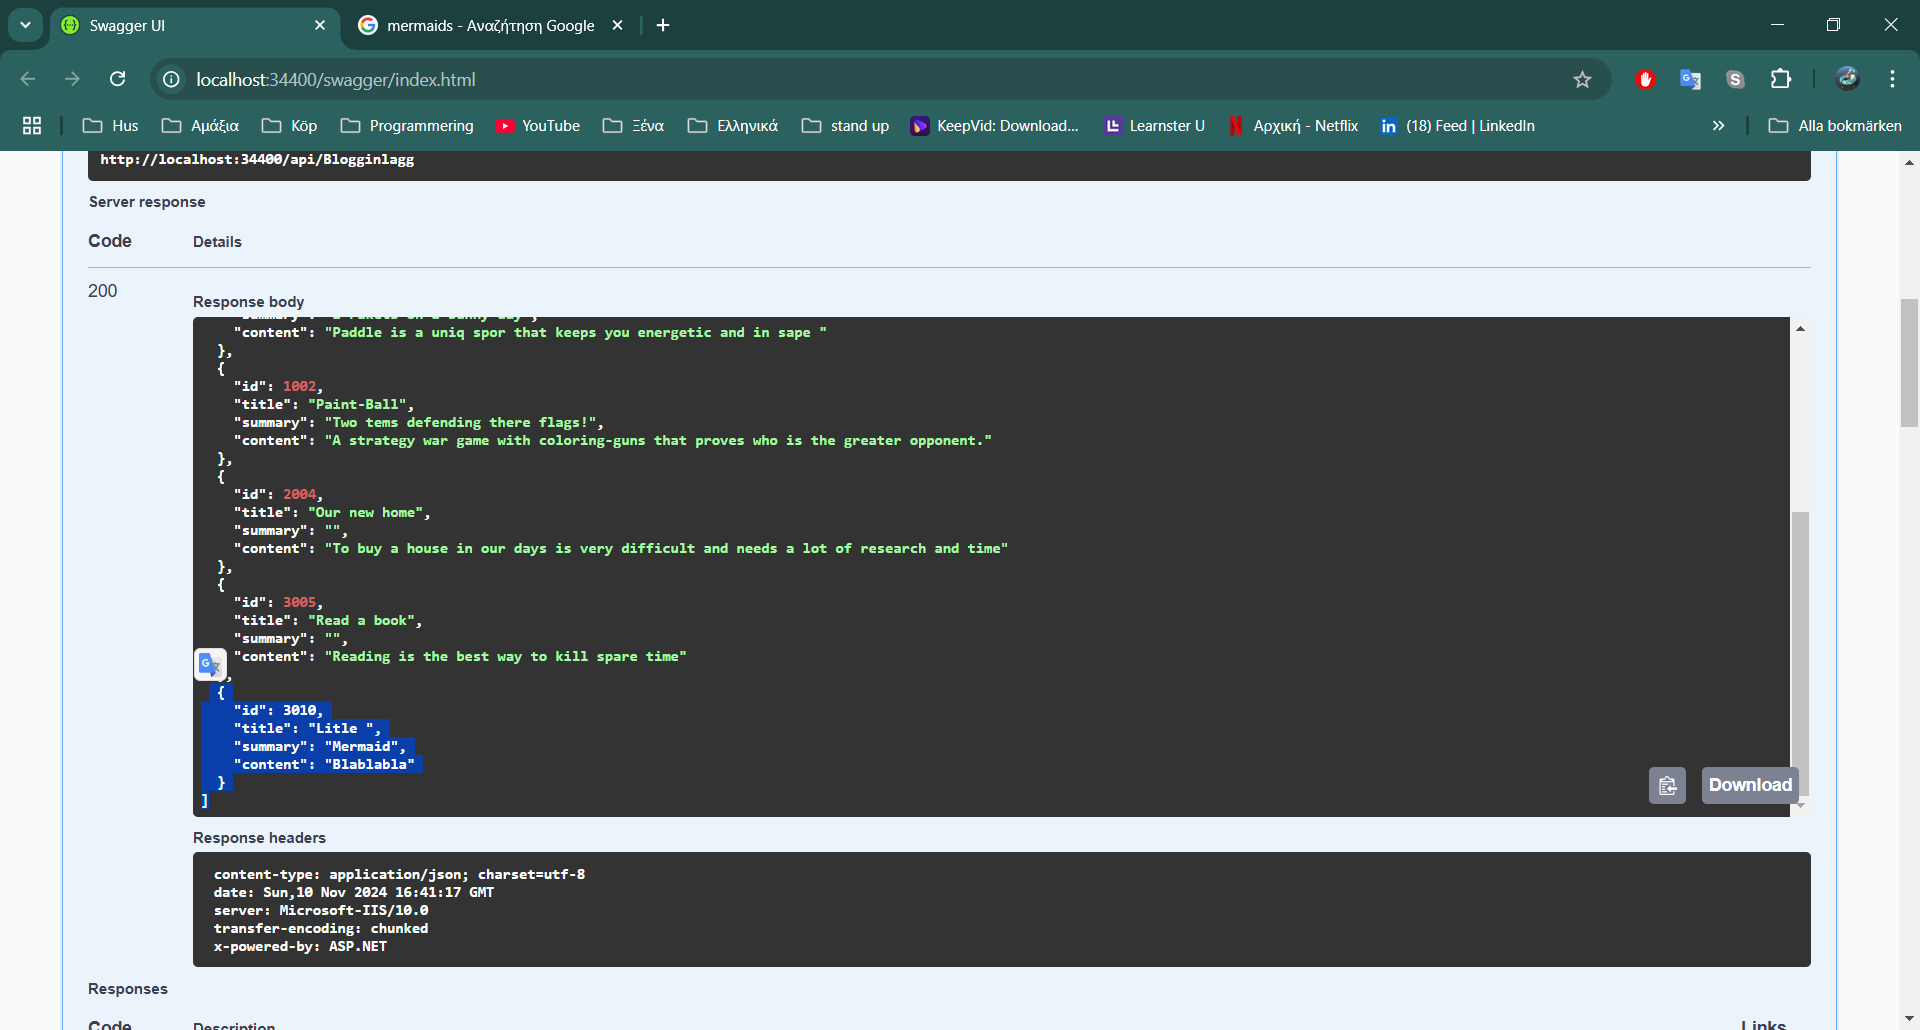 Swagger UI
mermaids - Αναζήτηση Google
localhost:34400/swagger/index.html
Hus
Αμάξια
Köp
Programmering
YouTube
Ξένα
Ελληνικά
stand up
KeepVid: Download...
Learnster U
Αρχική - Netflix
(18) Feed | LinkedIn
Alla bokmärken
http://localhost:34400/api/Blogginlagg
Server response
Code Details
200
Response body
"content": "Paddle is a uniq spor that keeps you energetic and in sape "
},
{
"id": 1002,
"title": "Paint-Ball",
"summary": "Two tems defending there flags!",
"content": "A strategy war game with coloring-guns that proves who is the greater opponent."
},
{
"id": 2004,
"title": "Our new home",
"summary": "",
"content": "To buy a house in our days is very difficult and needs a lot of research and time"
},
{
"id": 3005,
"title": "Read a book",
"summary": "",
"content": "Reading is the best way to kill spare time"
,
{
"id": 3010,
"title": "Litle ",
"summary": "Mermaid",
"content": "Blablabla"
}
]
Download
Response headers
content-type: application/json; charset=utf-8
date: Sun,10 Nov 2024 16:41:17 GMT
server: Microsoft-IIS/10.0
transfer-encoding: chunked
x-powered-by: ASP.NET
Responses
Code Description Links